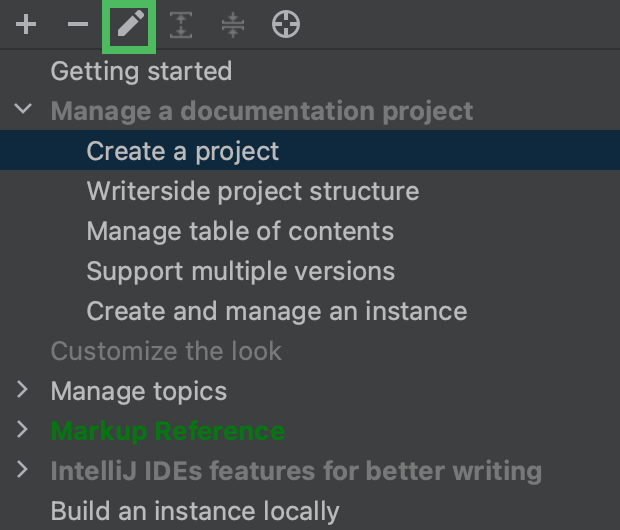 Getting started
Manage a documentation project
Create a project
Writerside project structure
Manage table of contents
Support multiple versions
Create and manage an instance
Customize the look
Manage topics
Markup Reference
IntelliJ IDEs features for better writing
Build an instance locally